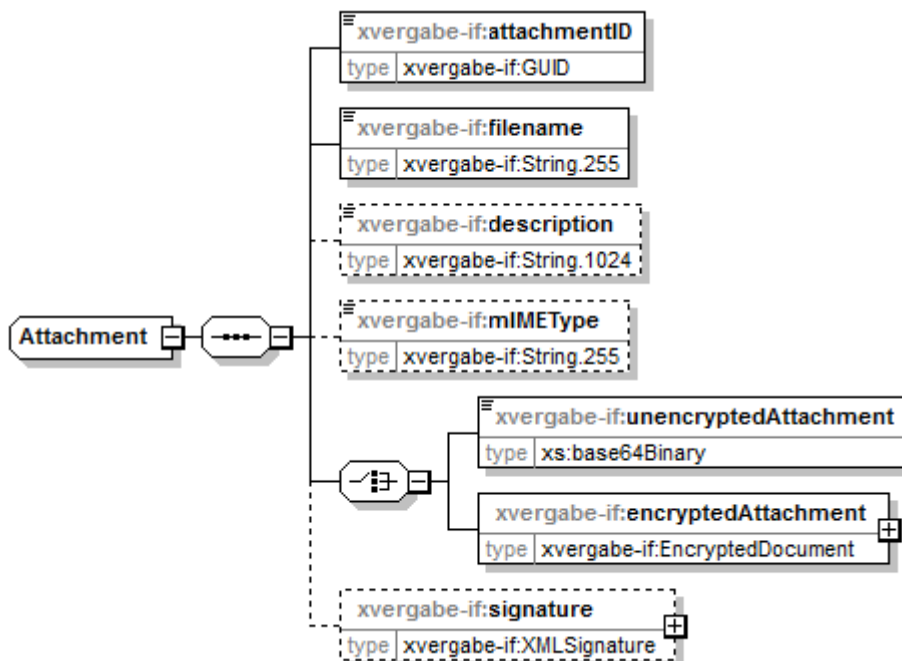 xvergabe-if:attachmentID
type xvergabe-if:GUID
xvergabe-if:filename
type xvergabe-if:String.255
xvergabe-if:description
type xvergabe-if:String.1024
xvergabe-if:mIMEType
type xvergabe-if:String.255
Attachment
xvergabe-if:unencryptedAttachment
type xs:base64Binary
xvergabe-if:encryptedAttachment
type xvergabe-if:EncryptedDocument
xvergabe-if:signature
type xvergabe-if:XMLSignature